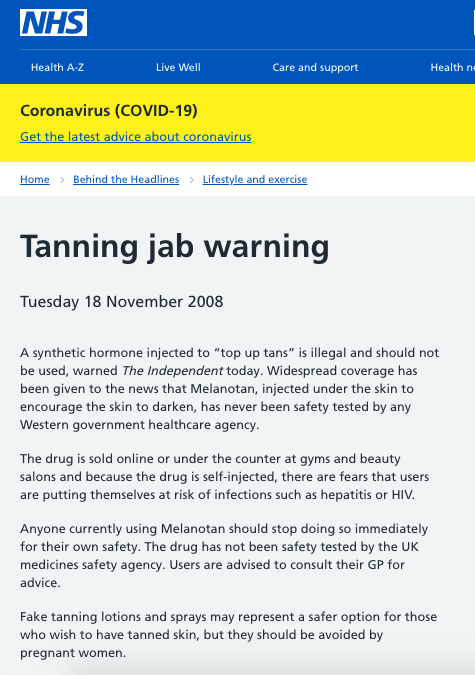 NHS
Health A-Z Live Well Care and support Health n
Coronavirus (COVID-19)
Get the latest advice about coronavirus
Home > Behind the Headlines > Lifestyle and exercise
Tanning jab warning
Tuesday 18 November 2008
A synthetic hormone injected to “top up tans” is illegal and should not
be used, warned The Independent today. Widespread coverage has
been given to the news that Melanotan, injected under the skin to
encourage the skin to darken, has never been safety tested by any
Western government healthcare agency.
The drug is sold online or under the counter at gyms and beauty
salons and because the drug is self-injected, there are fears that users
are putting themselves at risk of infections such as hepatitis or HIV.
Anyone currently using Melanotan should stop doing so immediately
for their own safety. The drug has not been safety tested by the UK
medicines safety agency. Users are advised to consult their GP for
advice.
Fake tanning lotions and sprays may represent a safer option for those
who wish to have tanned skin, but they should be avoided by
pregnant women.